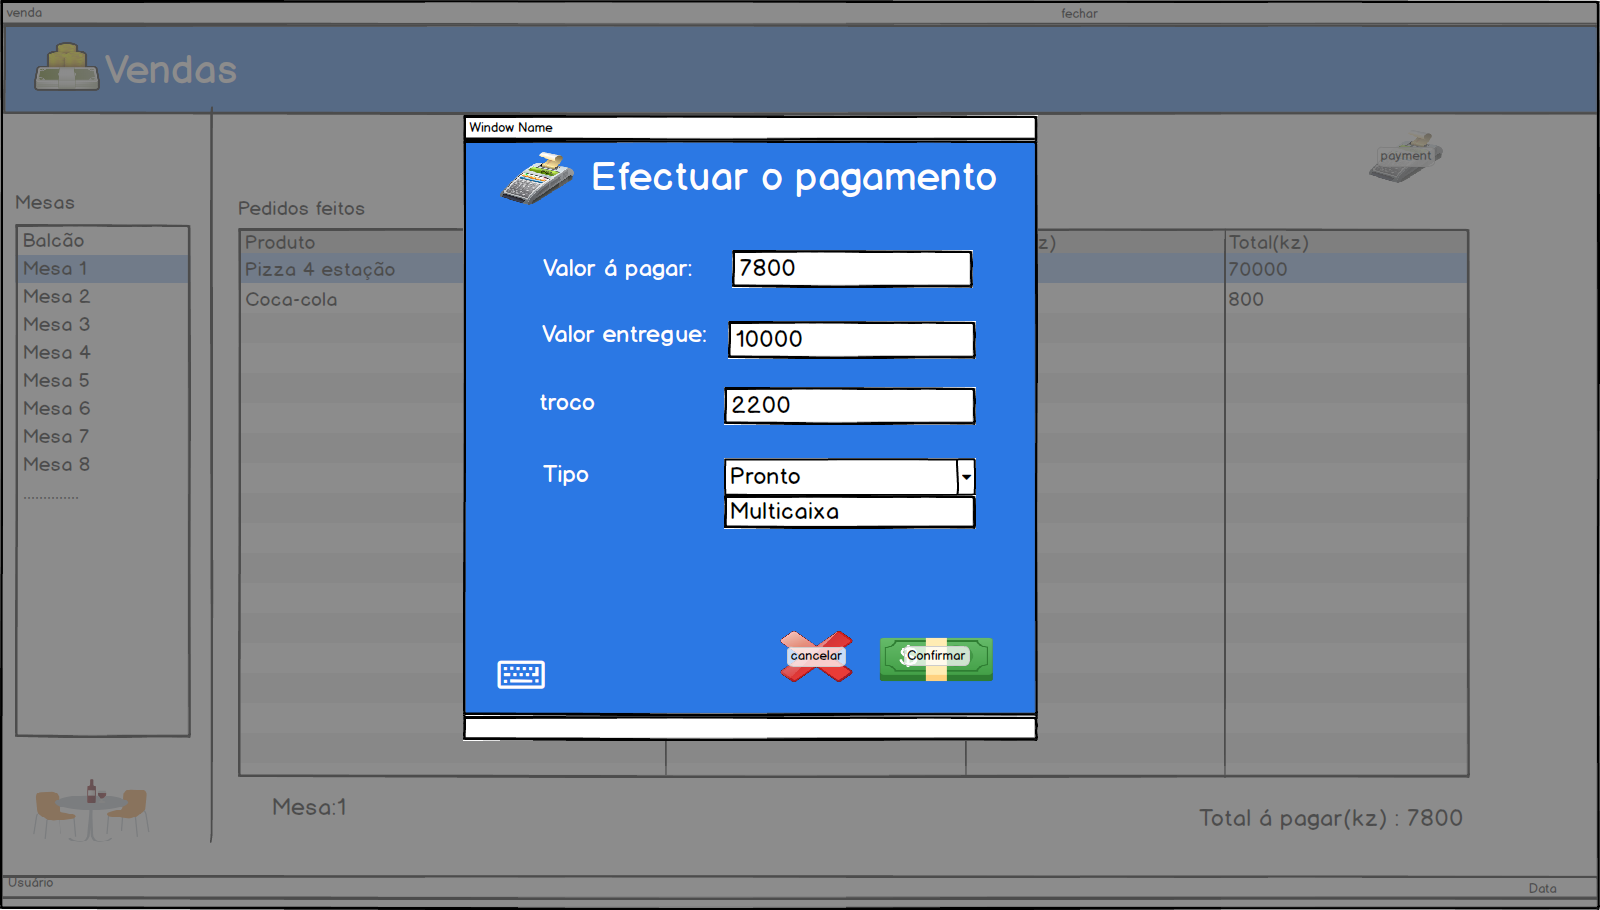 venda
fechar
Vendas
Window Name
Efectuar o pagamento
payment
Mesas
Balcão
Mesa 1
Mesa 2
Mesa 3
Mesa 4
Mesa 5
Mesa 6
Mesa 7
Mesa 8
.............
Pedidos feitos
Produto
z)
Total(kz)
Pizza 4 estação
70000
Coca-cola
800
Valor á pagar:
7800
Valor entregue:
10000
troco
2200
Tipo
Pronto
Multicaixa
cancelar
Confirmar
Mesa:1
Total á pagar(kz) : 7800
Usuário
Data